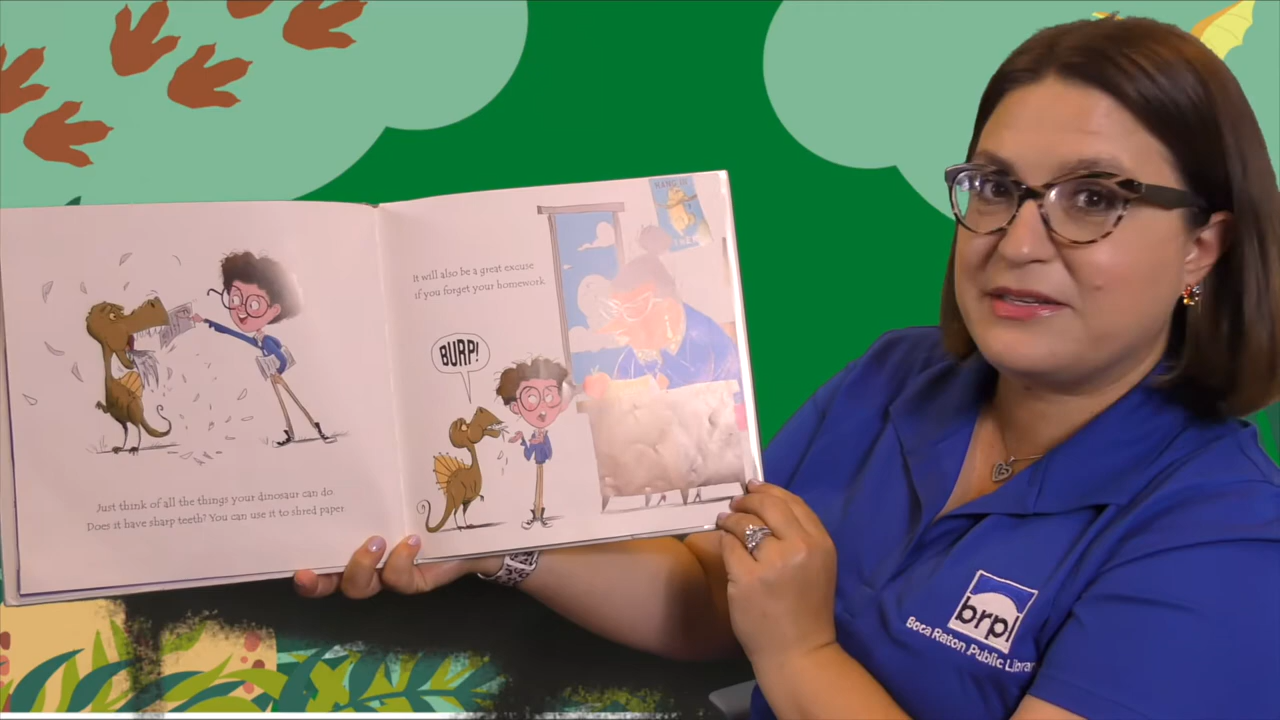 Just think of all the things your dinosaur can do.
Does it have sharp teeth? You can use it to shred paper.
It will also be a great excuse
if you forget your homework.
BURP!
HANG IN
brpl
Boca Raton Public Library